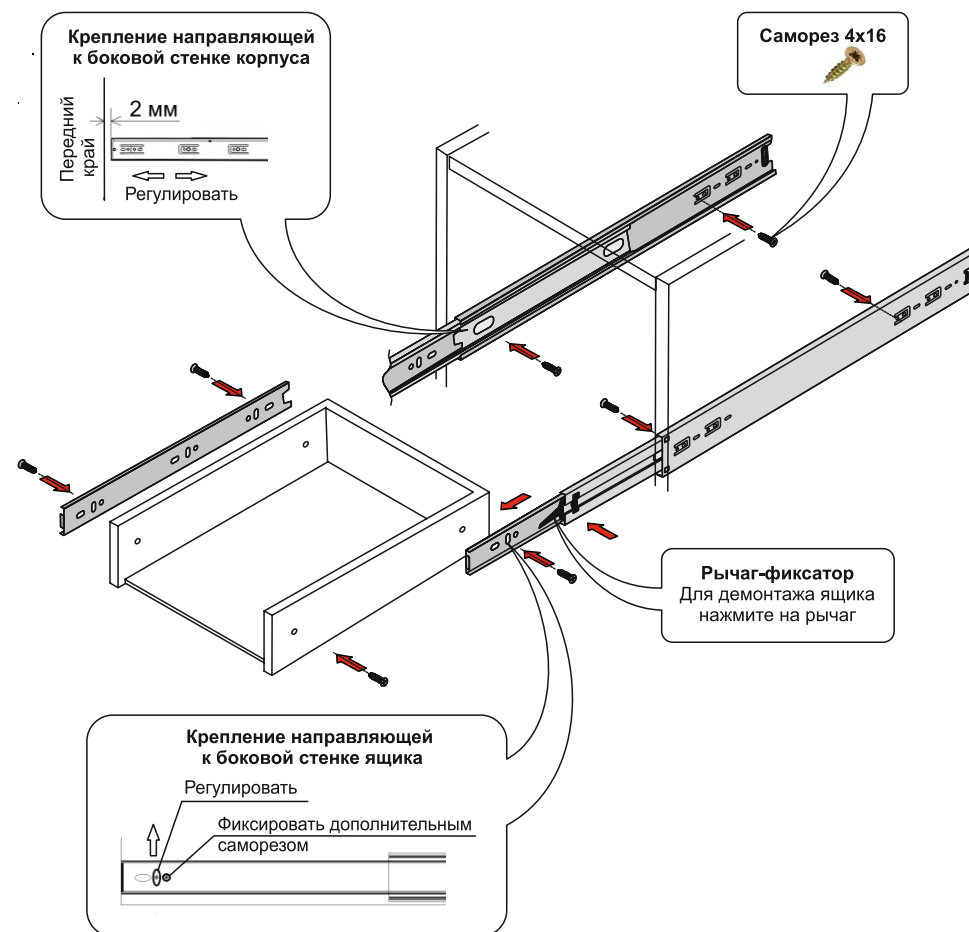 Крепление направляющей
к боковой стенке корпуса
Передний
край
2 мм
Регулировать
Саморез 4х16
Рычаг-фиксатор
Для демонтажа ящика
нажмите на рычаг
Крепление направляющей
к боковой стенке ящика
Регулировать
Фиксировать дополнительным
саморезом